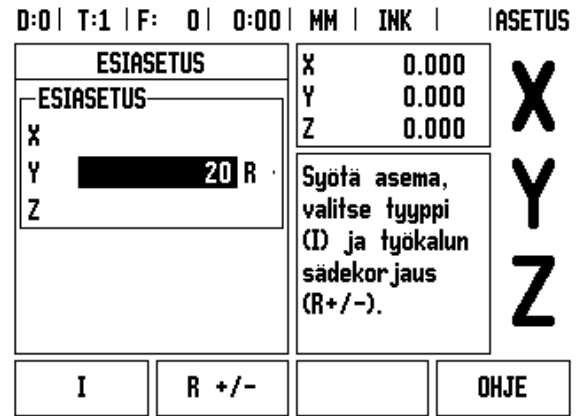 D:0 | T:1 | F: 0 | 0:00 | MM | INK | | ASETUS
ESIASETUS
ESIASETUS
X
Y 20 R
Z
X 0.000
Y 0.000
Z 0.000
Syötä asema,
valitse tyyppi
(I) ja työkalun
sädekorjaus
(R+/-).
X
Y
Z
I
R +/-
OHJE